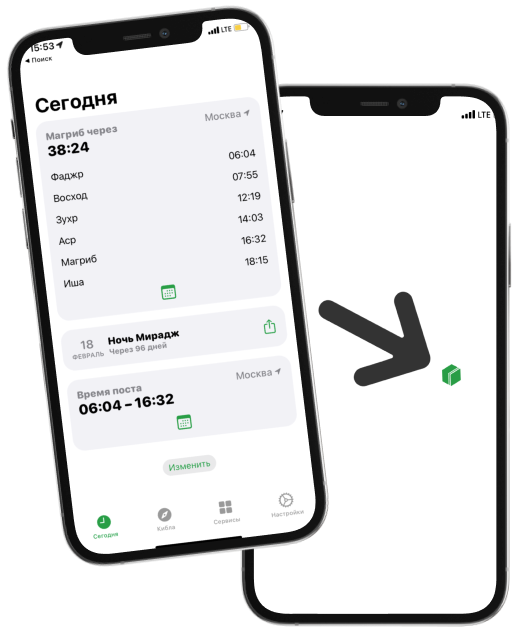 15:53
LTE
◀ Поиск
Сегодня
Магриб через
Москва
38:24
Фаджр
06:04
Восход
07:55
Зухр
12:19
Аср
14:03
Магриб
16:32
Иша
18:15
18
ФЕВРАЛЬ
Ночь Мирадж
Через 96 дней
Время поста
Москва
06:04 – 16:32
Изменить
Сегодня
Кибла
Сервисы
Настройки
LTE